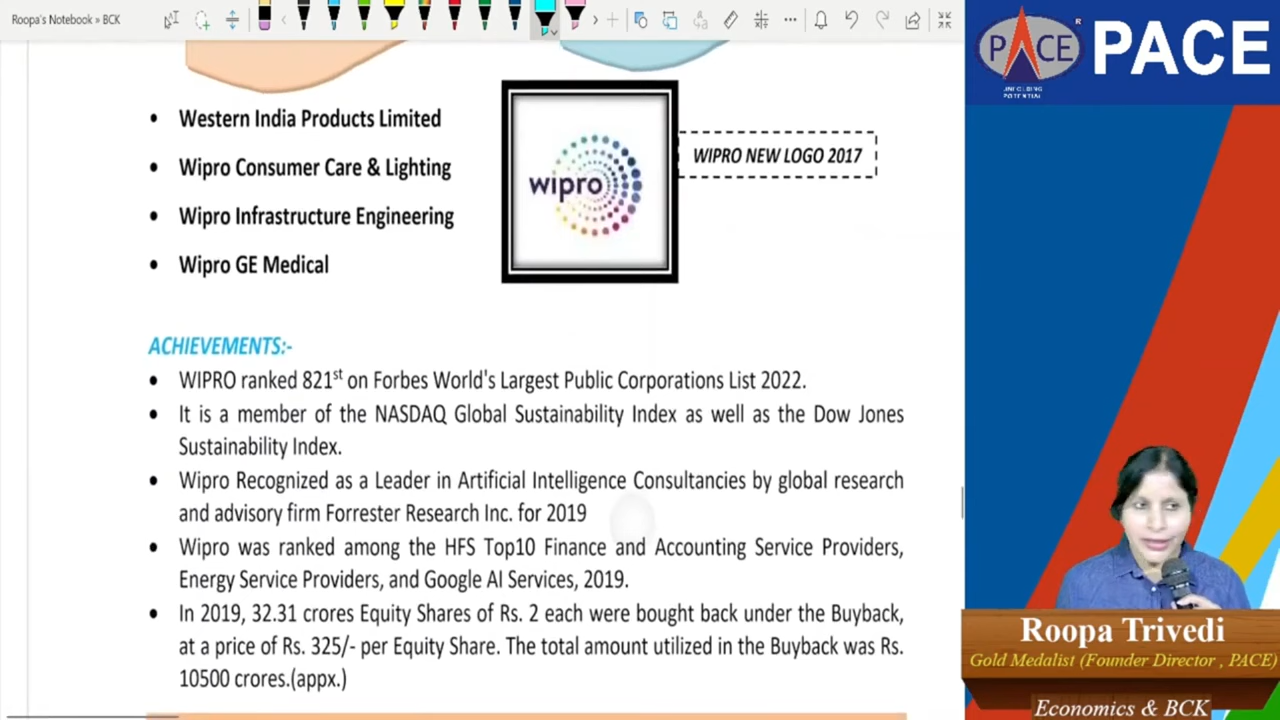 Roopa's Notebook » BCK
PACE
®
PACE
UNFOLDING
POTENTIAL
• Western India Products Limited
• Wipro Consumer Care & Lighting
• Wipro Infrastructure Engineering
• Wipro GE Medical
wipro
WIPRO NEW LOGO 2017
ACHIEVEMENTS:-
• WIPRO ranked 821st on Forbes World's Largest Public Corporations List 2022.
• It is a member of the NASDAQ Global Sustainability Index as well as the Dow Jones
Sustainability Index.
• Wipro Recognized as a Leader in Artificial Intelligence Consultancies by global research
and advisory firm Forrester Research Inc. for 2019
• Wipro was ranked among the HFS Top10 Finance and Accounting Service Providers,
Energy Service Providers, and Google AI Services, 2019.
• In 2019, 32.31 crores Equity Shares of Rs. 2 each were bought back under the Buyback,
at a price of Rs. 325/- per Equity Share. The total amount utilized in the Buyback was Rs.
10500 crores.(appx.)
Roopa Trivedi
Gold Medalist (Founder Director , PACE)
Economics & BCK